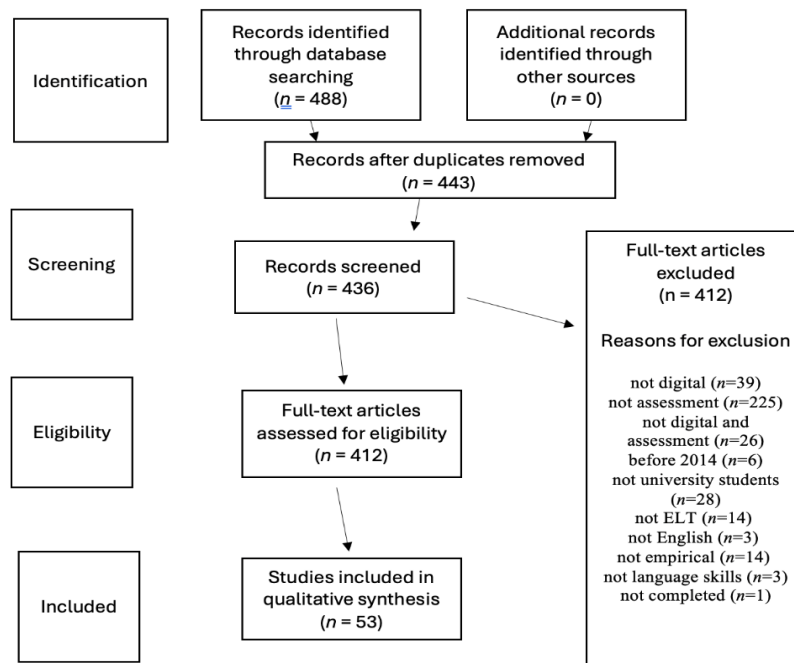 Identification
Records identified
through database
searching
(n = 488)
Additional records
identified through
other sources
(n = 0)
Records after duplicates removed
(n = 443)
Screening
Records screened
(n = 436)
Full-text articles
excluded
(n = 412)
Reasons for exclusion
not digital (n=39)
not assessment (n=225)
not digital and
assessment (n=26)
before 2014 (n=6)
not university students
(n=28)
not ELT (n=14)
not English (n=3)
not empirical (n=14)
not language skills (n=3)
not completed (n=1)
Eligibility
Full-text articles
assessed for eligibility
(n = 412)
Included
Studies included in
qualitative synthesis
(n = 53)